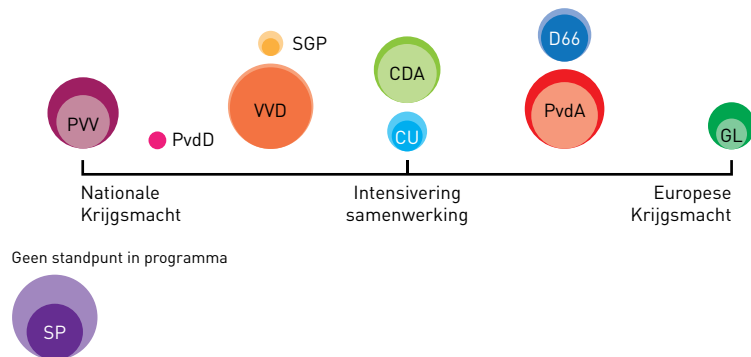 D66
SGP
CDA
PVV
VVD
PvdA
PvdD
CU
GL
Nationale
Krijgsmacht
Intensivering
samenwerking
Europese
Krijgsmacht
Geen standpunt in programma
SP